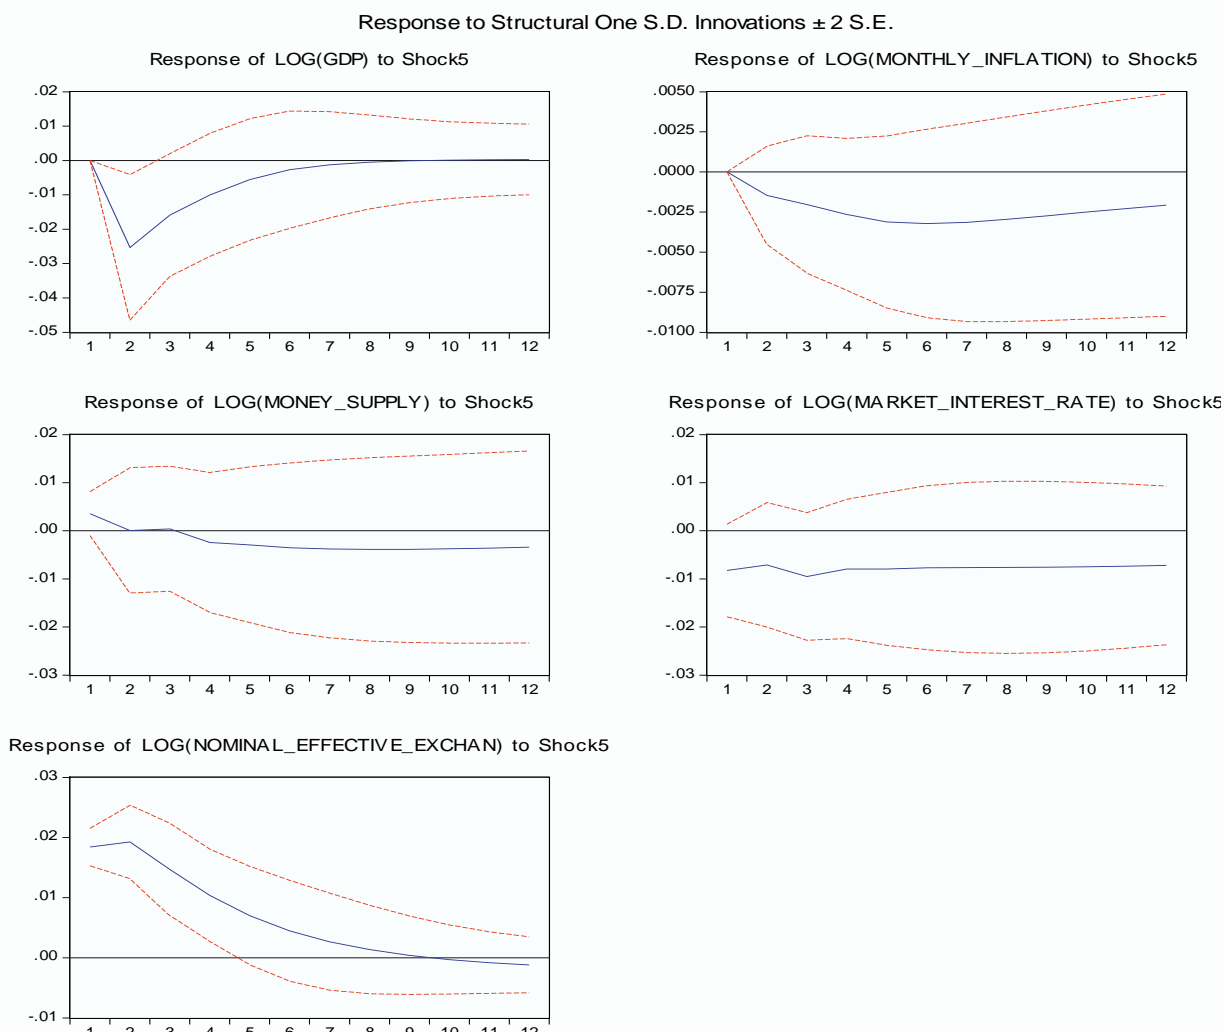 Response to Structural One S.D. Innovations ± 2 S.E.
Response of LOG(GDP) to Shock5
.02
.01
.00
-.01
-.02
-.03
-.04
-.05
1 2 3 4 5 6 7 8 9 10 11 12
Response of LOG(MONTHLY_INFLATION) to Shock5
.0050
.0025
.0000
-.0025
-.0050
-.0075
-.0100
1 2 3 4 5 6 7 8 9 10 11 12
Response of LOG(MONEY_SUPPLY) to Shock5
.02
.01
.00
-.01
-.02
-.03
1 2 3 4 5 6 7 8 9 10 11 12
Response of LOG(MARKET_INTEREST_RATE) to Shock5
.02
.01
.00
-.01
-.02
-.03
1 2 3 4 5 6 7 8 9 10 11 12
Response of LOG(NOMINAL_EFFECTIVE_EXCHAN) to Shock5
.03
.02
.01
.00
-.01
1 2 3 4 5 6 7 8 9 10 11 12